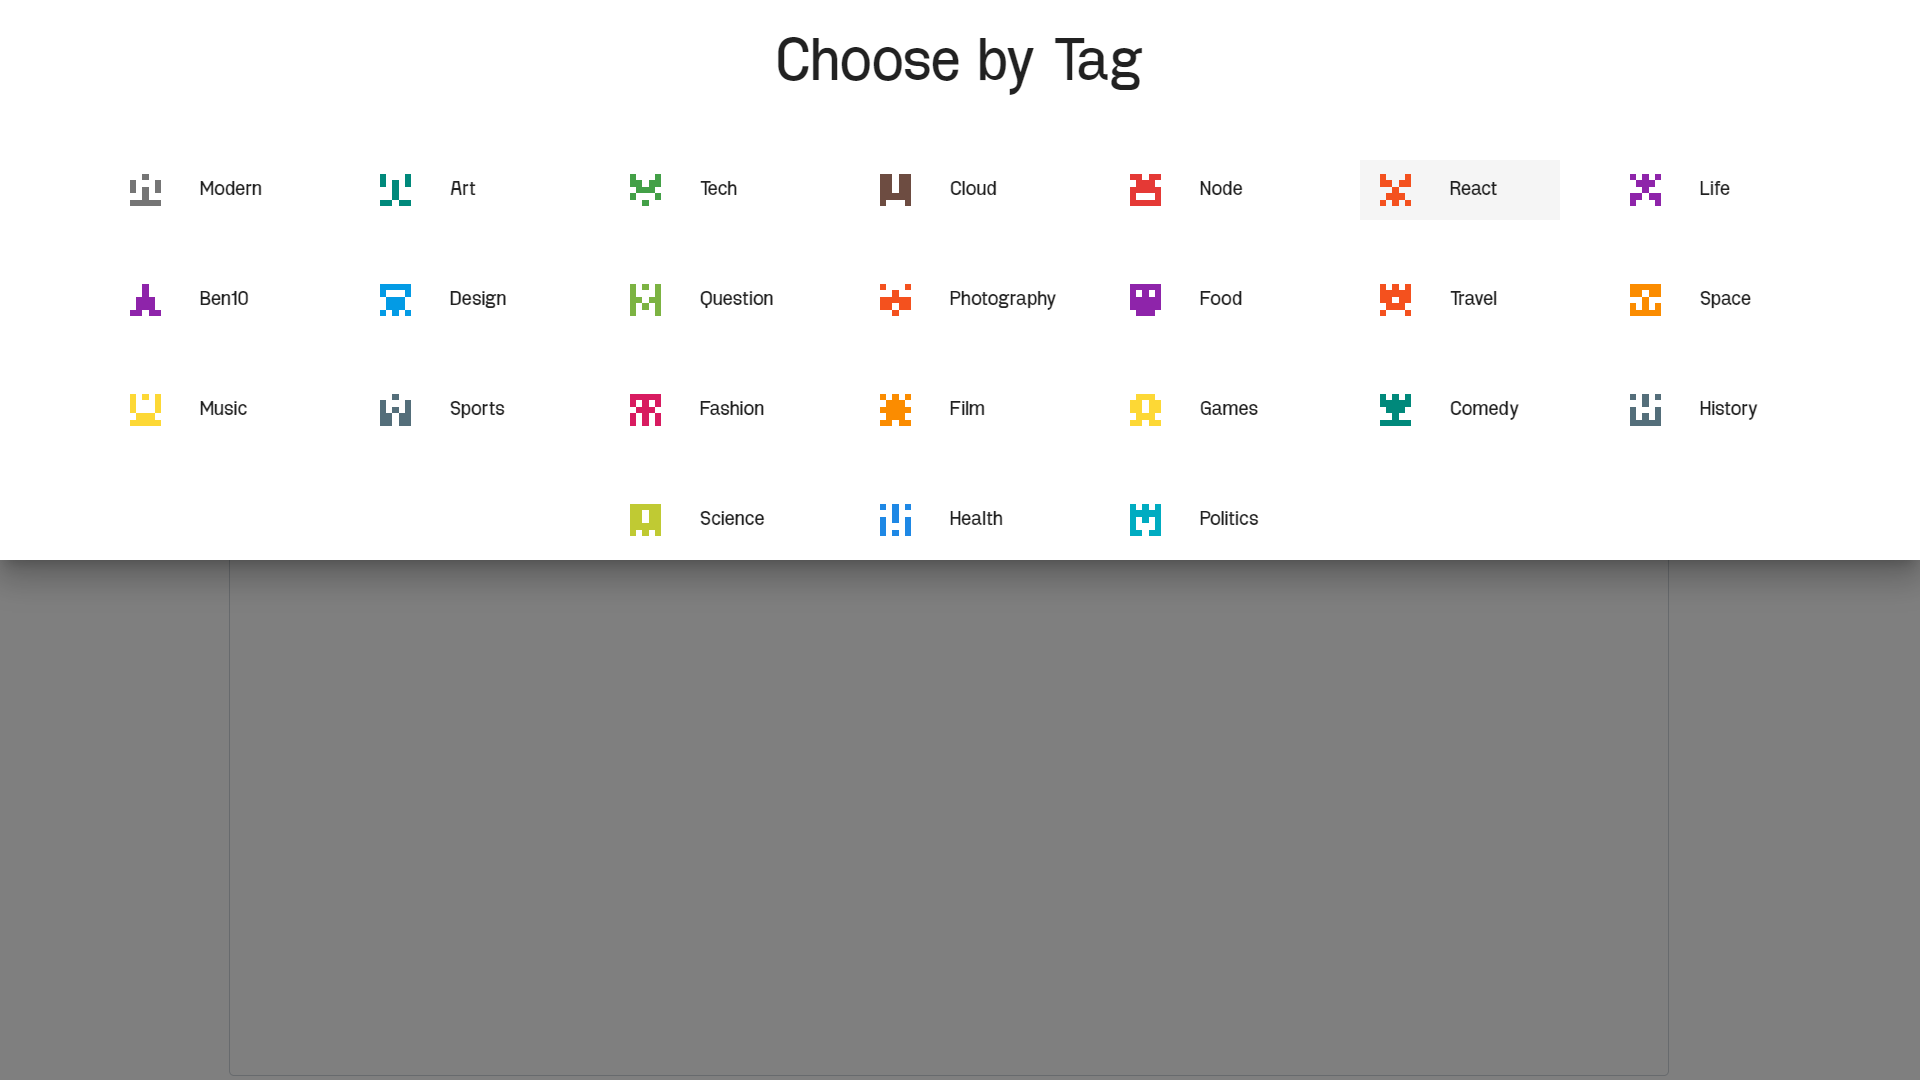 Choose by Tag
Modern
Art
Tech
Cloud
Node
React
Life
Ben10
Design
Question
Photography
Food
Travel
Space
Music
Sports
Fashion
Film
Games
Comedy
History
Science
Health
Politics